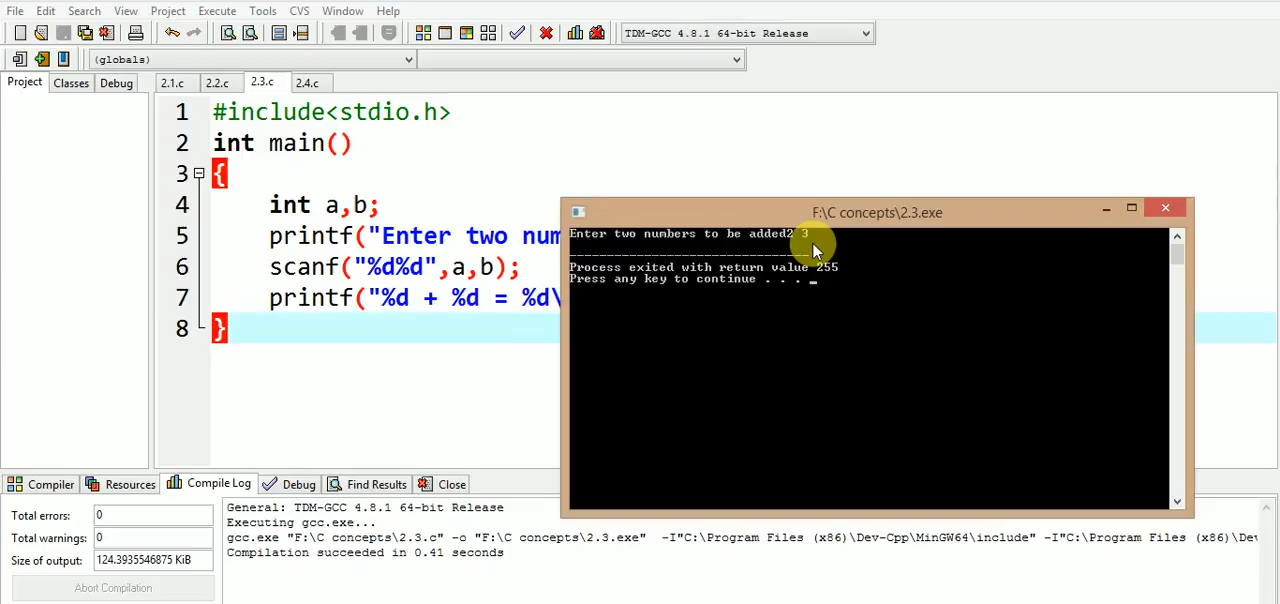 File Edit Search View Project Execute Tools CVS Window Help
TDM-GCC 4.8.1 64-bit Release
(globals)
Project Classes Debug 2.1.c 2.2.c 2.3.c 2.4.c
1 #include<stdio.h>
2 int main()
3 {
4 int a,b;
5 printf("Enter two num
6 scanf("%d%d",a,b);
7 printf("%d + %d = %d\
8 }
F:\C concepts\2.3.exe
Enter two numbers to be added2 3
Process exited with return value 255
Press any key to continue . . . _
Compiler Resources Compile Log Debug Find Results Close
Total errors: 0
Total warnings: 0
Size of output: 124.3935546875 KiB
Abort Compilation
General: TDM-GCC 4.8.1 64-bit Release
Executing gcc.exe...
gcc.exe "F:\C concepts\2.3.c" -o "F:\C concepts\2.3.exe" -I"C:\Program Files (x86)\Dev-Cpp\MinGW64\include" -I"C:\Program Files (x86)\Dev
Compilation succeeded in 0.41 seconds